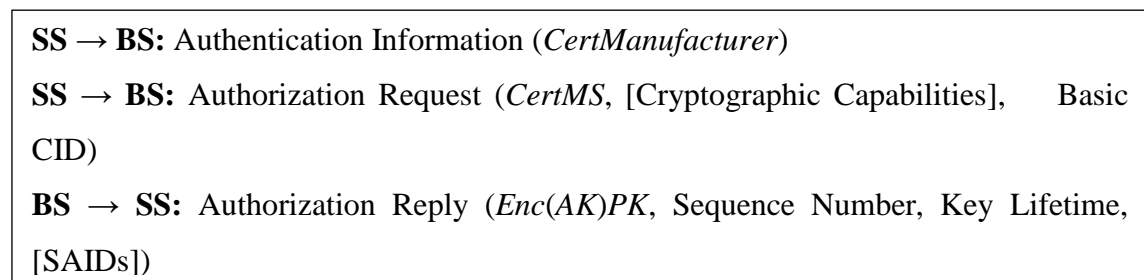 SS → BS: Authentication Information (CertManufacturer)
SS → BS: Authorization Request (CertMS, [Cryptographic Capabilities], Basic
CID)
BS → SS: Authorization Reply (Enc(AK)PK, Sequence Number, Key Lifetime,
[SAIDs])